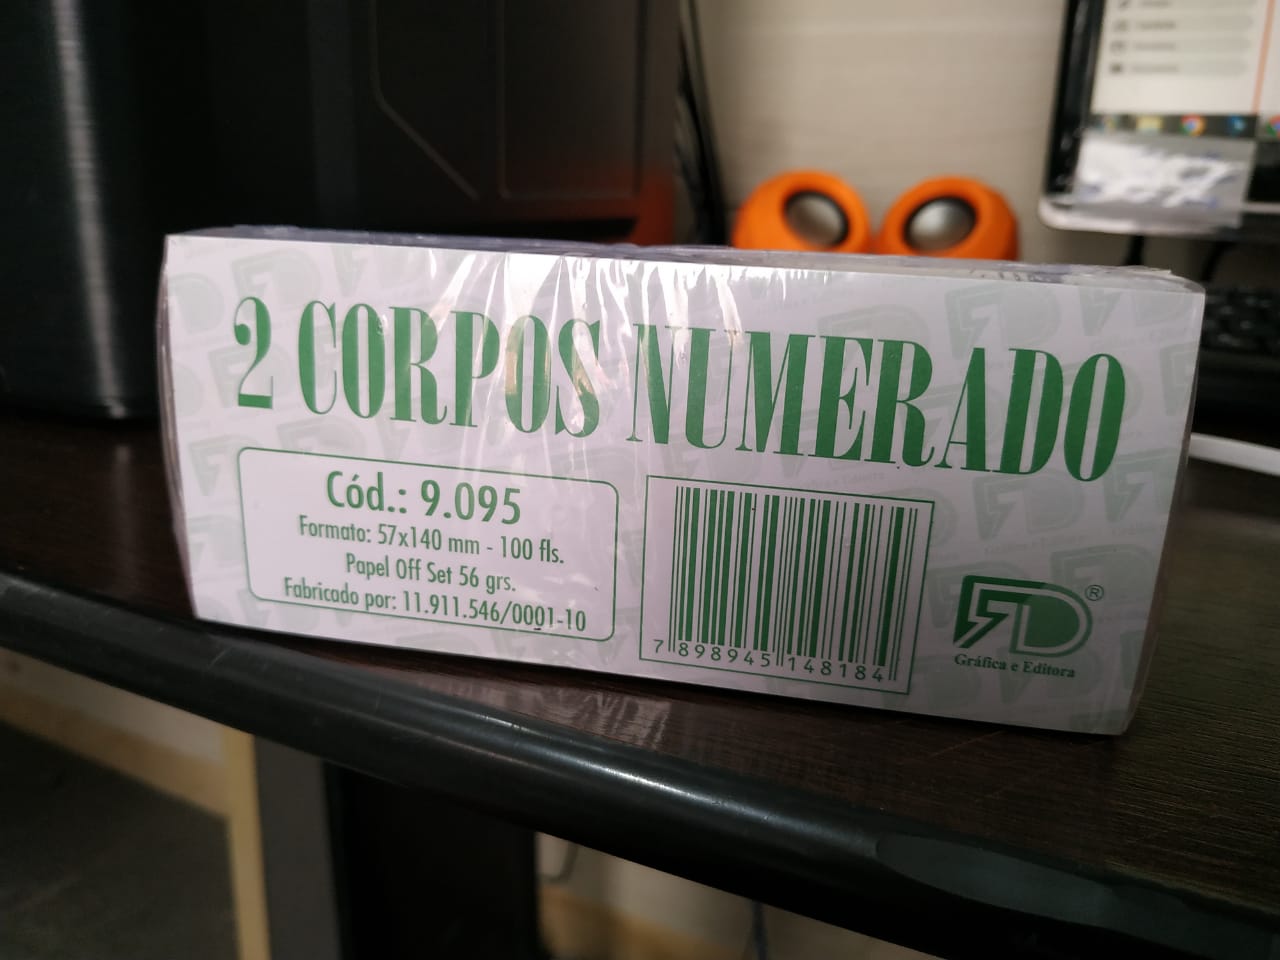 2 CORPOS NUMERADO
Cód.: 9.095
Formato: 57x140 mm - 100 fls.
Papel Off Set 56 grs.
Fabricado por: 11.911.546/0001-10
7 898945 148184
FD®
Gráfica e Editora